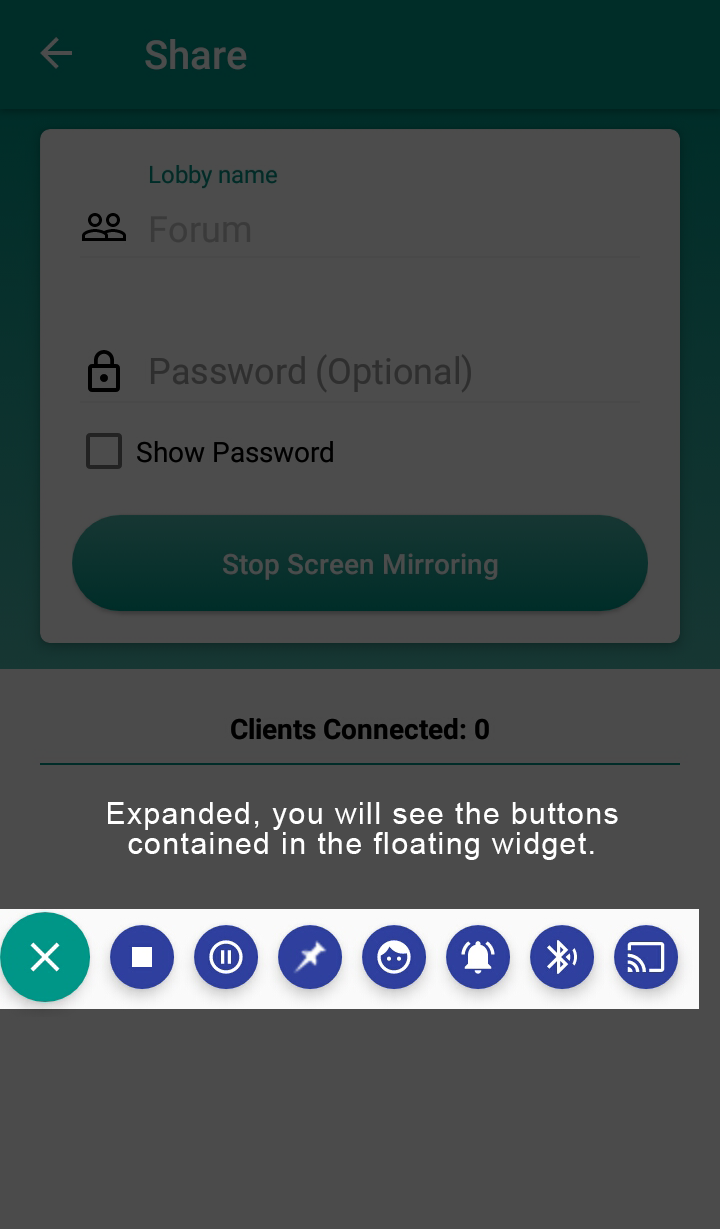 Share
Lobby name
Forum
Password (Optional)
Show Password
Stop Screen Mirroring
Clients Connected: 0
Expanded, you will see the buttons
contained in the floating widget.